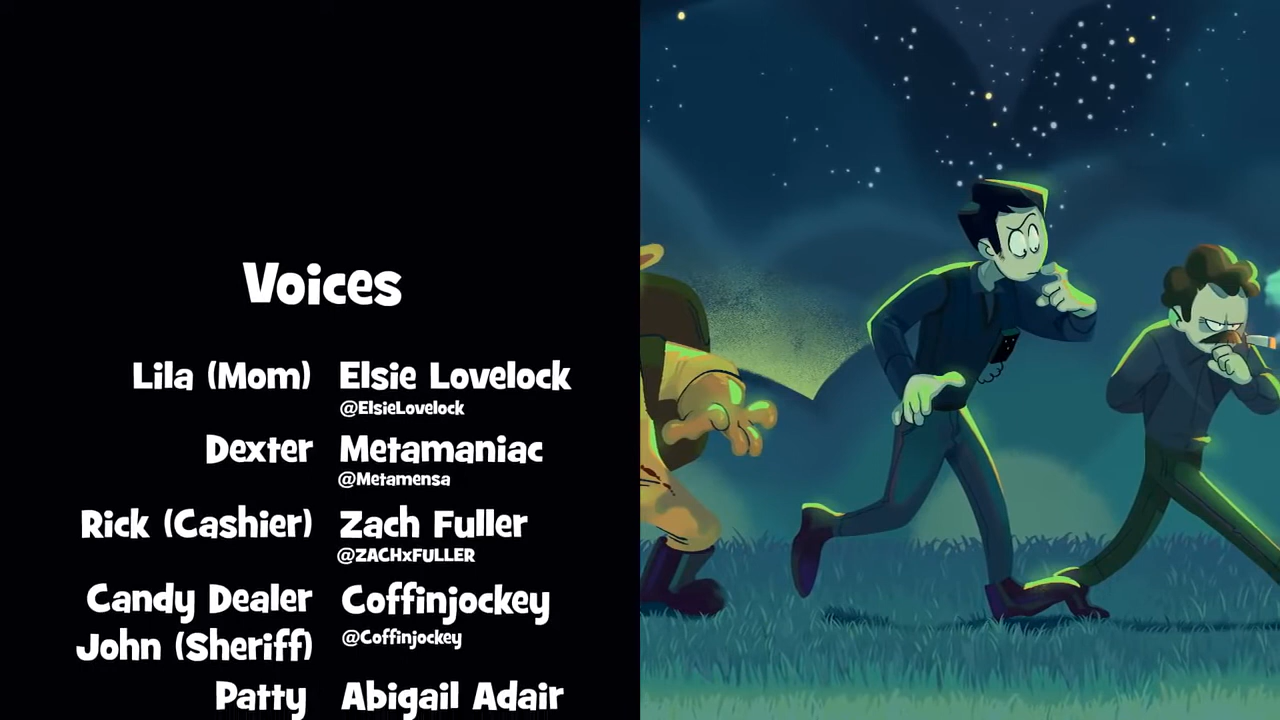 Voices
Lila (Mom) Elsie Lovelock
@ElsieLovelock
Dexter Metamaniac
@Metamensa
Rick (Cashier) Zach Fuller
@ZACHxFULLER
Candy Dealer Coffinjockey
John (Sheriff) @Coffinjockey
Patty Abigail Adair